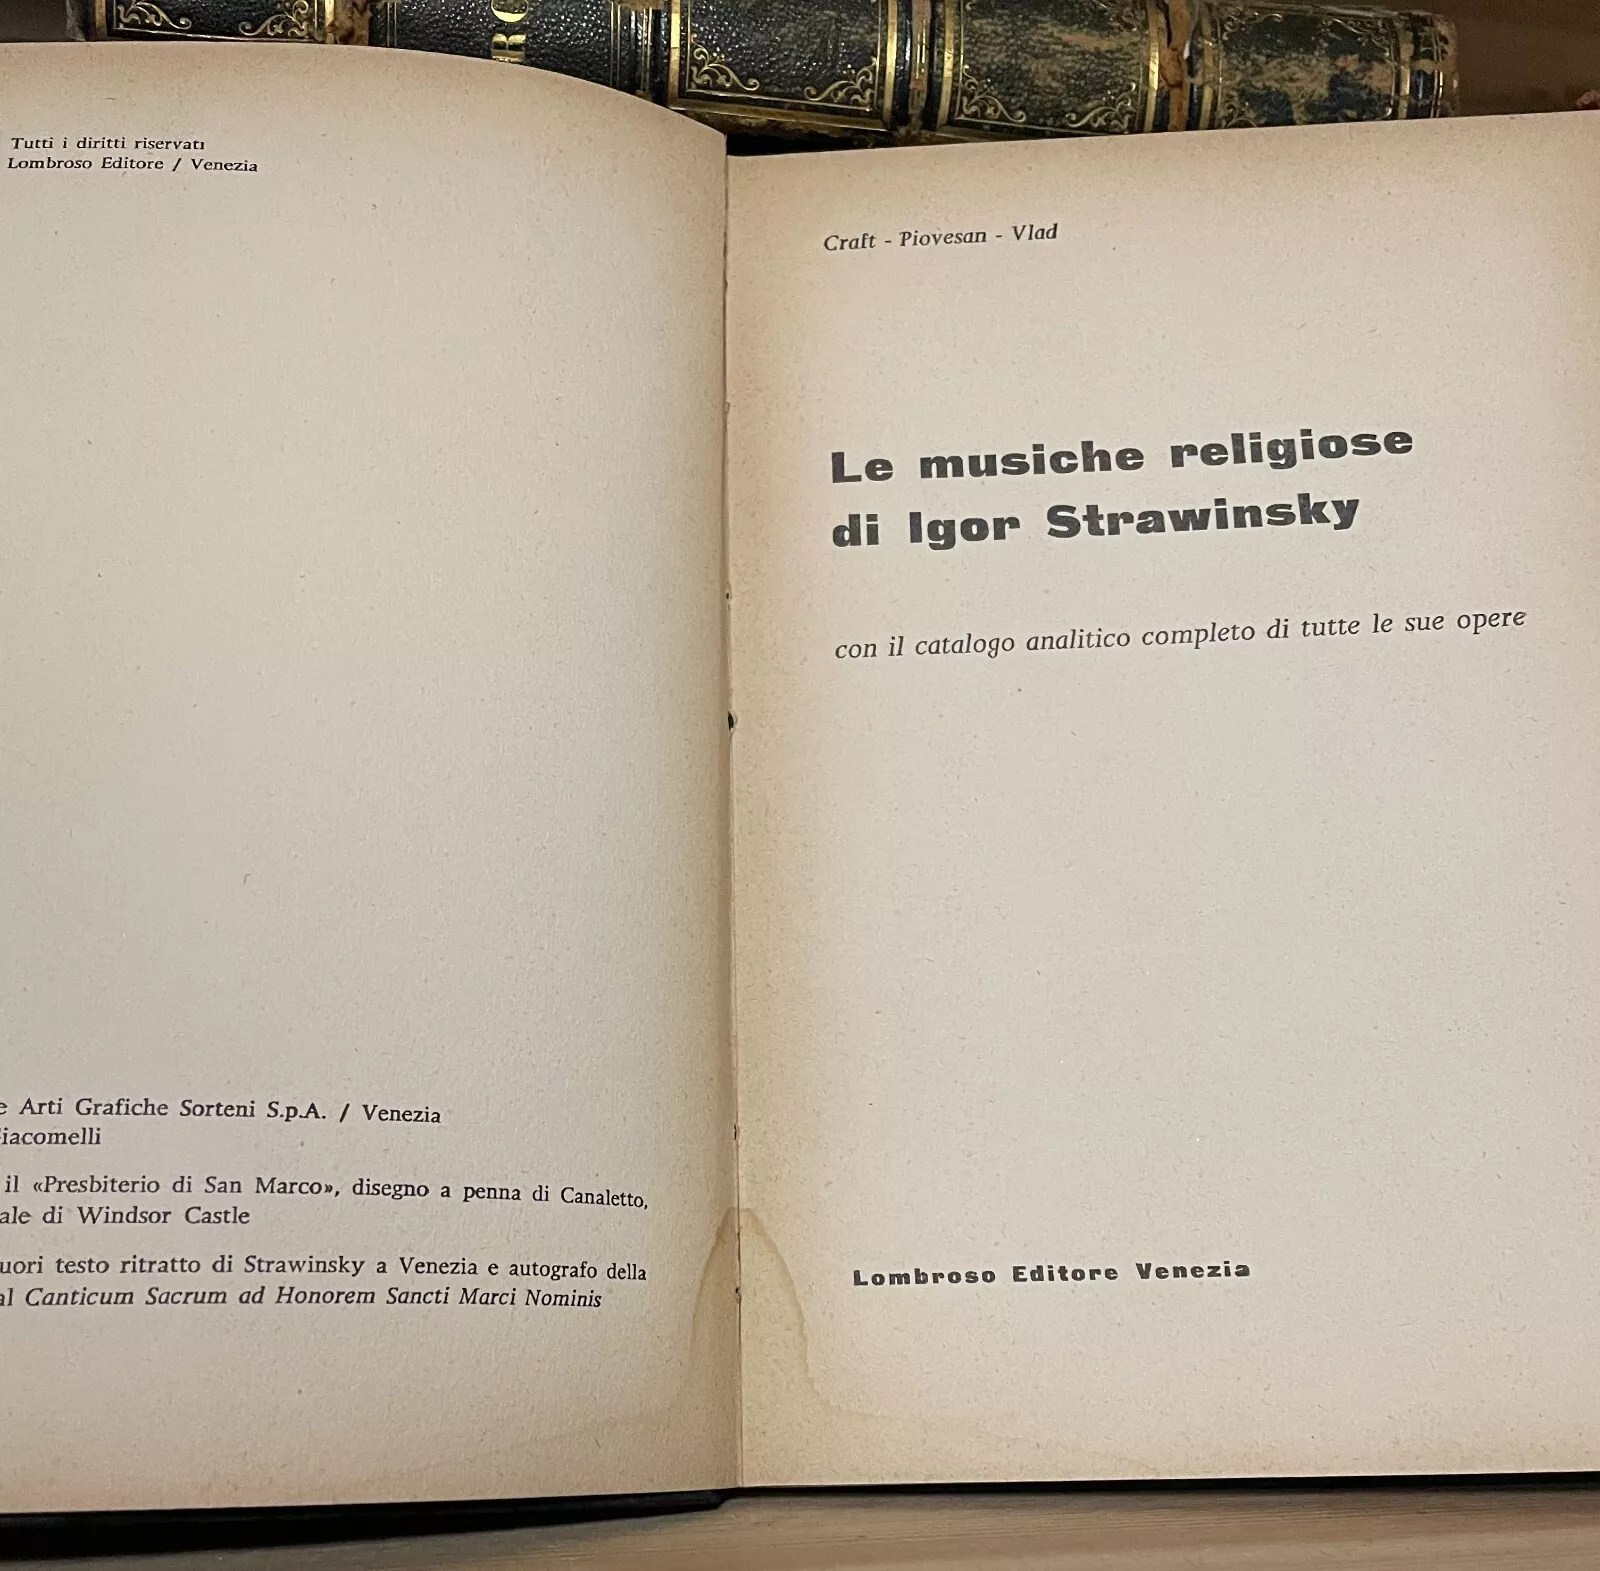 Tutti i diritti riservati
Lombroso Editore / Venezia
Arti Grafiche Sorteni S.p.A. / Venezia
il «Presbiterio di San Marco», disegno a penna di Canaletto,
di Windsor Castle
testo ritratto di Strawinsky a Venezia e autografo della
Canticum Sacrum ad Honorem Sancti Marci Nominis
Craft - Piovesan - Vlad
Le musiche religiose
di Igor Strawinsky
con il catalogo analitico completo di tutte le sue opere
Lombroso Editore Venezia